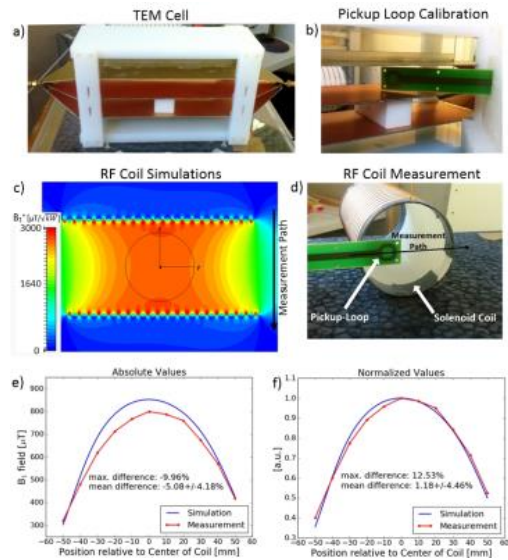 TEM Cell
Pickup Loop Calibration
a)
b)
RF Coil Simulations
RF Coil Measurement
c)
d)
B₁⁺ [µT/√kW]
3000
1640
0
r
Measurement Path
Measurement
Path
Pickup-Loop
Solenoid Coil
e)
Absolute Values
B₁ field [µT]
900
800
700
600
500
400
300
max. difference: -9.96%
mean difference: -5.08+/-4.18%
Simulation
Measurement
−60 −50 −40 −30 −20 −10 0 10 20 30 40 50 60
Position relative to Center of Coil [mm]
f)
Normalized Values
[a.u.]
1.1
1.0
0.9
0.8
0.7
0.6
0.5
0.4
0.3
max. difference: 12.53%
mean difference: 1.18+/-4.46%
Simulation
Measurement
−60 −50 −40 −30 −20 −10 0 10 20 30 40 50 60
Position relative to Center of Coil [mm]